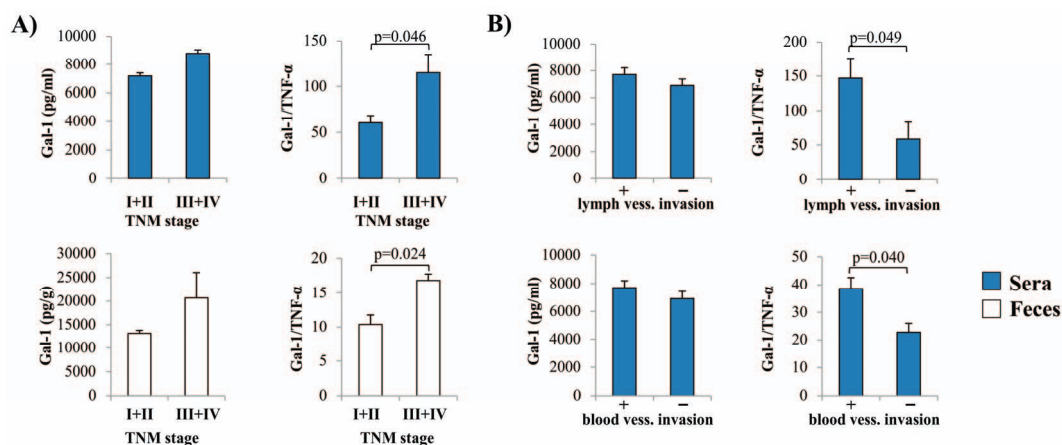 A)
Gal-1 (pg/ml)
10000
8000
6000
4000
2000
0
I+II III+IV
TNM stage
Gal-1/TNF-α
150
100
50
0
p=0.046
I+II III+IV
TNM stage
Gal-1 (pg/g)
30000
25000
20000
15000
10000
5000
0
I+II III+IV
TNM stage
Gal-1/TNF-α
20
15
10
5
0
p=0.024
I+II III+IV
TNM stage
B)
Gal-1 (pg/ml)
10000
8000
6000
4000
2000
0
+ −
lymph vess. invasion
Gal-1/TNF-α
200
150
100
50
0
p=0.049
+ −
lymph vess. invasion
Gal-1 (pg/ml)
10000
8000
6000
4000
2000
0
+ −
blood vess. invasion
Gal-1/TNF-α
50
40
30
20
10
0
p=0.040
+ −
blood vess. invasion
Sera
Feces